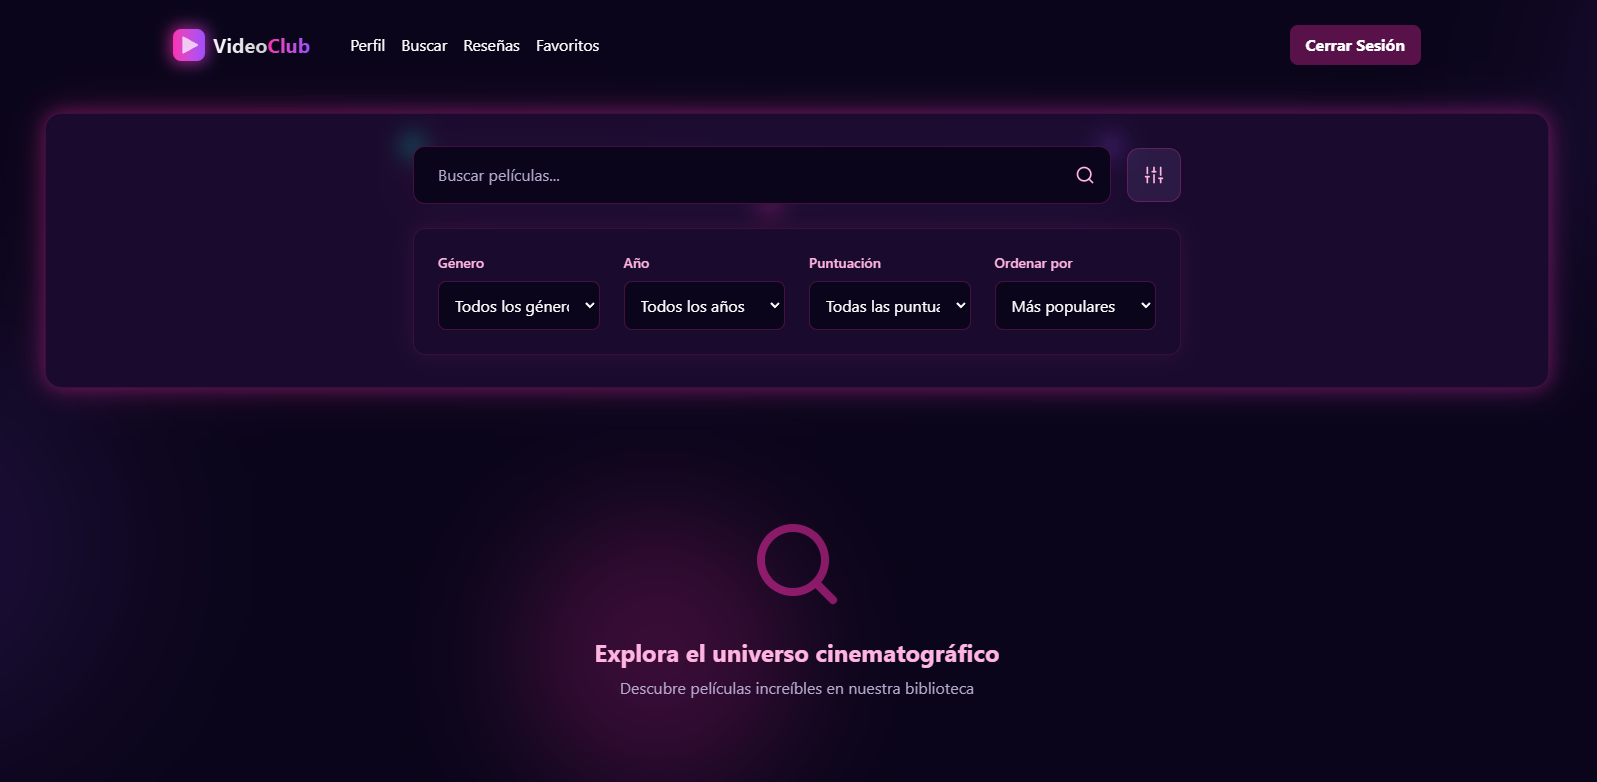 VideoClub
Perfil Buscar Reseñas Favoritos
Cerrar Sesión
Buscar películas...
Género Año Puntuación Ordenar por
Todos los géner Todos los años Todas las puntua Más populares
Explora el universo cinematográfico
Descubre películas increíbles en nuestra biblioteca